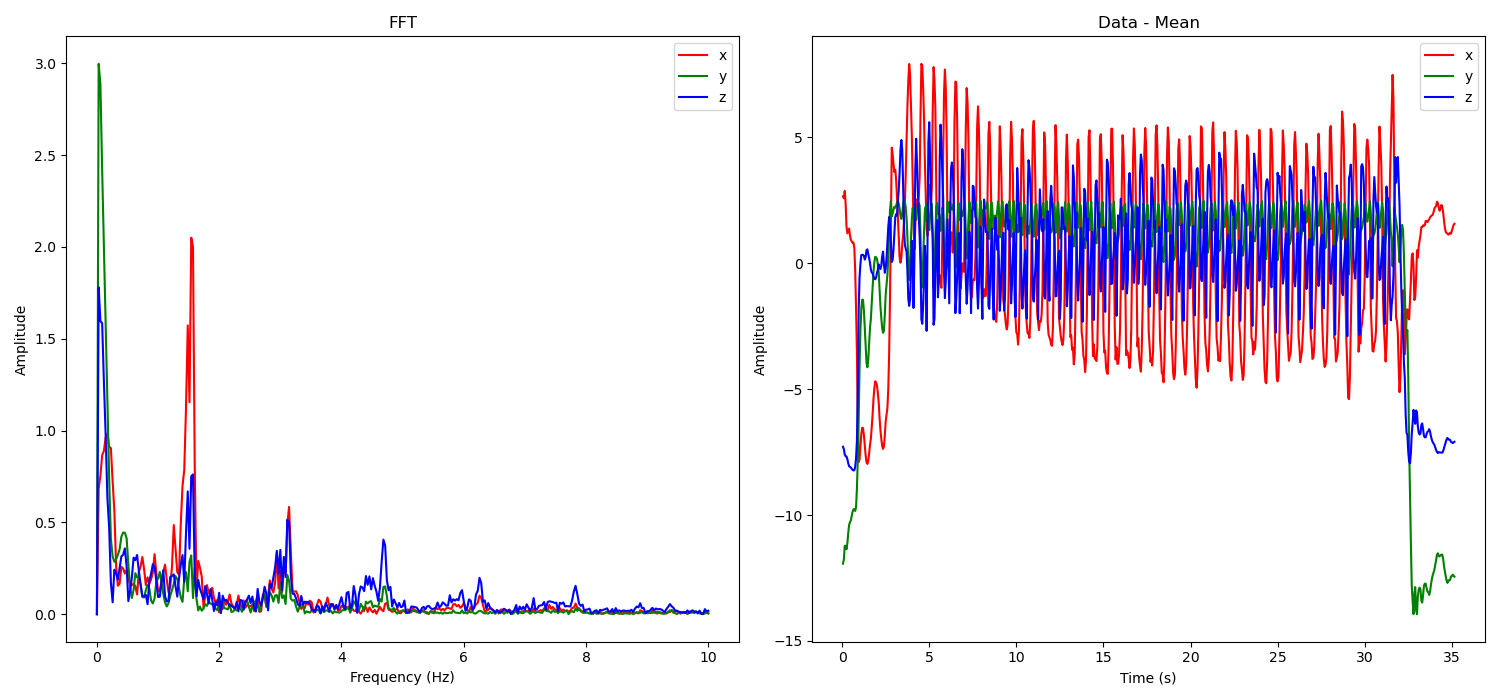 FFT
x
y
z
3.0
2.5
2.0
1.5
1.0
0.5
0.0
Amplitude
0 2 4 6 8 10
Frequency (Hz)
Data - Mean
x
y
z
5
0
−5
−10
−15
Amplitude
0 5 10 15 20 25 30 35
Time (s)